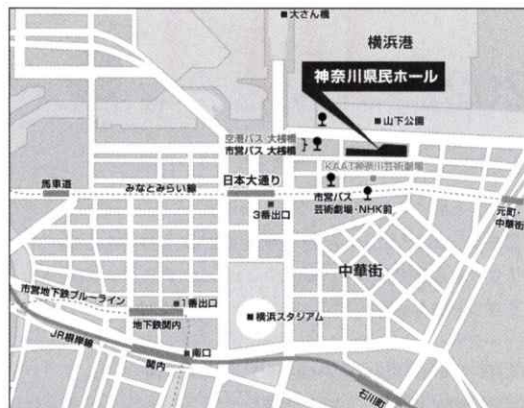 大さん橋
横浜港
神奈川県民ホール
山下公園
空港バス 大桟橋
市営バス 大桟橋
KAAT神奈川芸術劇場
馬車道
みなとみらい線
日本大通り
3番出口
市営バス
芸術劇場・NHK前
元町・
中華街
中華街
市営地下鉄ブルーライン
1番出口
地下鉄関内
横浜スタジアム
JR根岸線
関内
南口
石川町